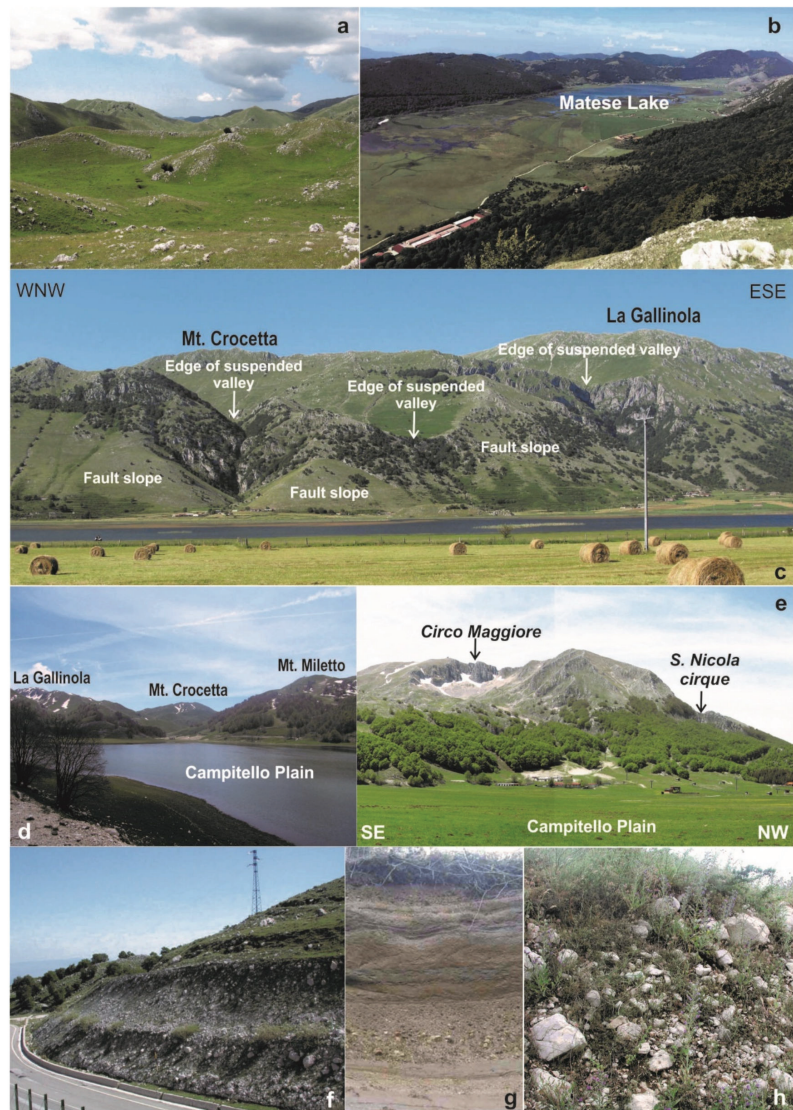 a
b
Matese Lake
WNW
ESE
Mt. Crocetta
La Gallinola
Edge of suspended
valley
Edge of suspended
valley
Edge of suspended valley
Fault slope
Fault slope
Fault slope
c
La Gallinola
Mt. Crocetta
Mt. Miletto
Campitello Plain
d
e
Circo Maggiore
S. Nicola
cirque
Campitello Plain
SE
NW
f
g
h